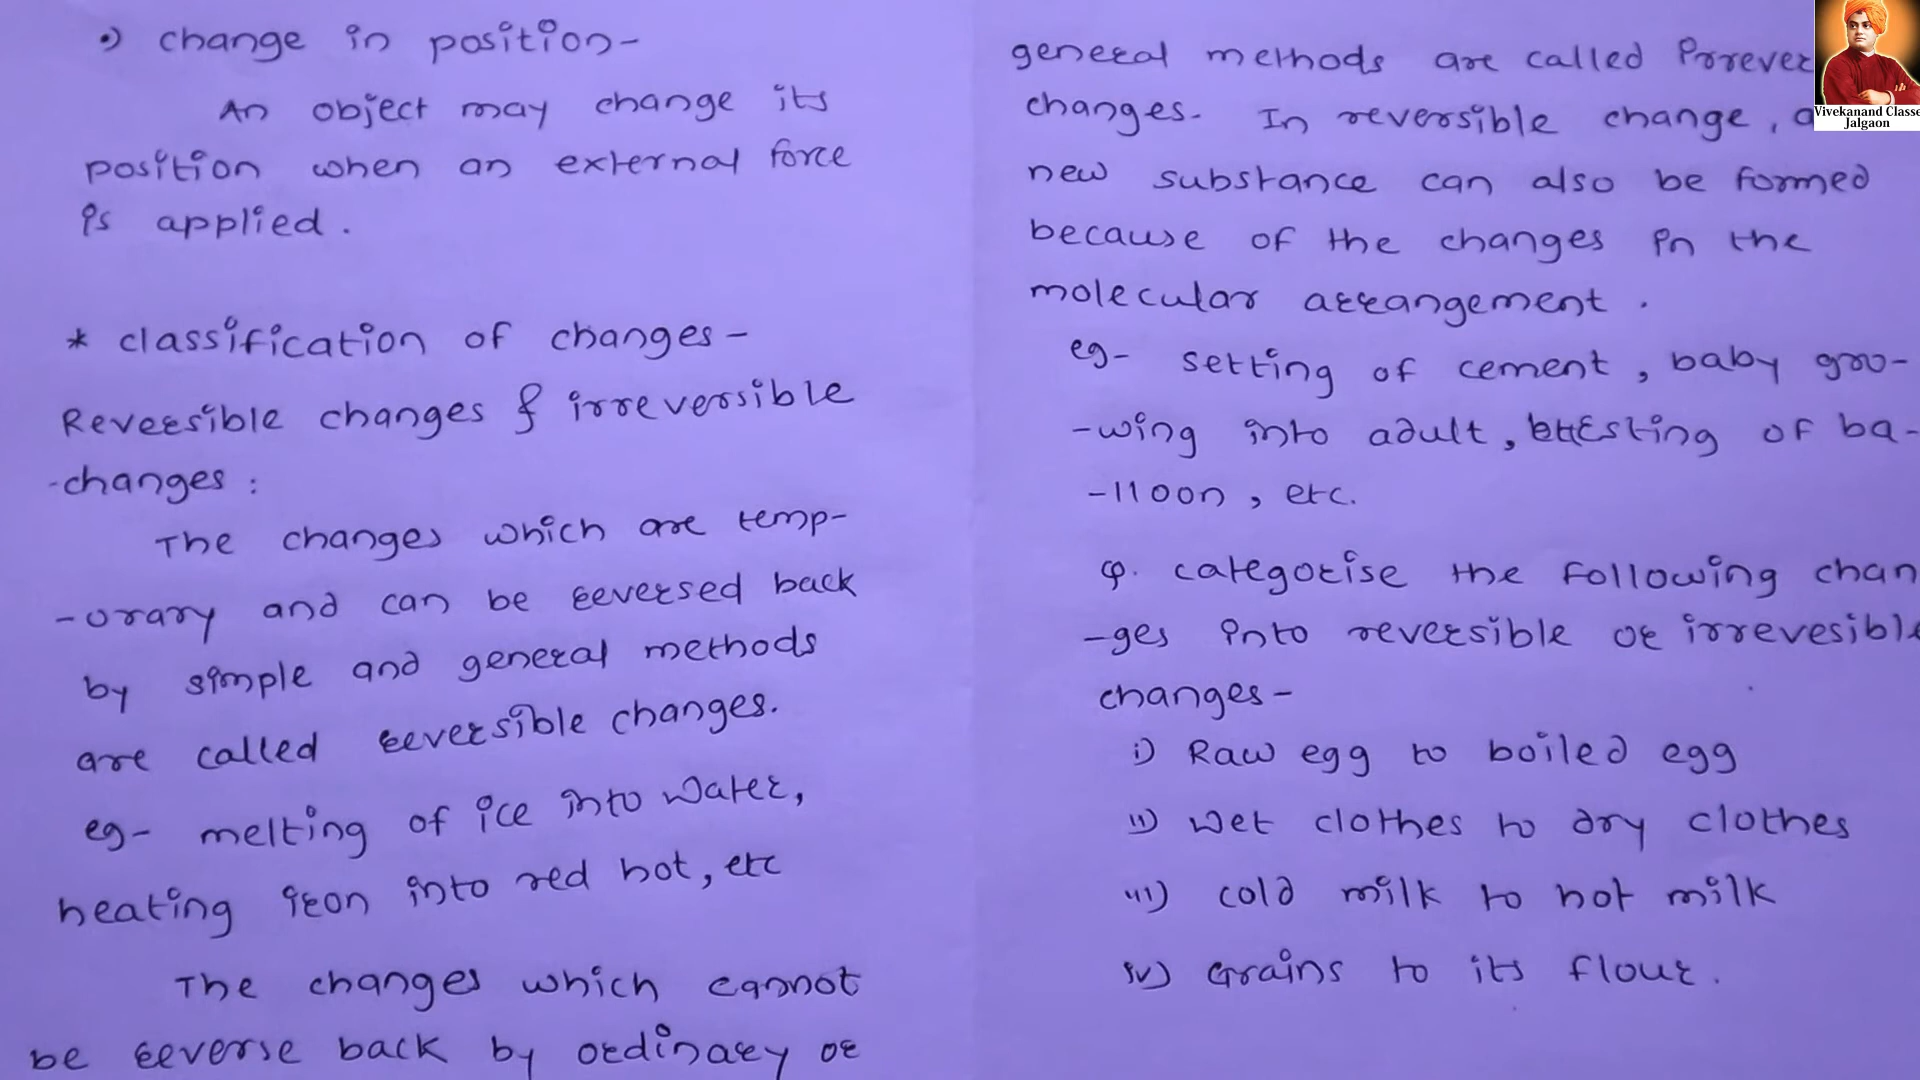 •) change in position-
An object may change its
position when an external force
is applied.
* classification of changes-
Reversible changes & irreversible
-changes:
The changes which are temp-
-orary and can be reversed back
by simple and general methods
are called reversible changes.
eg- melting of ice into water,
heating iron into red hot, etc
The changes which cannot
be reverse back by ordinary or
general methods are called Irrever
changes. In reversible change, a
new substance can also be formed
because of the changes in the
molecular arrangement.
eg- setting of cement, baby gro-
-wing into adult, of ba-
-lloon, etc.
Q. categorise the following chan
-ges into reversible or irrevesible
changes-
i) Raw egg to boiled egg
ii) Wet clothes to dry clothes
iii) cold milk to hot milk
iv) Grains to its flour.
Vivekanand Classe
Jalgaon